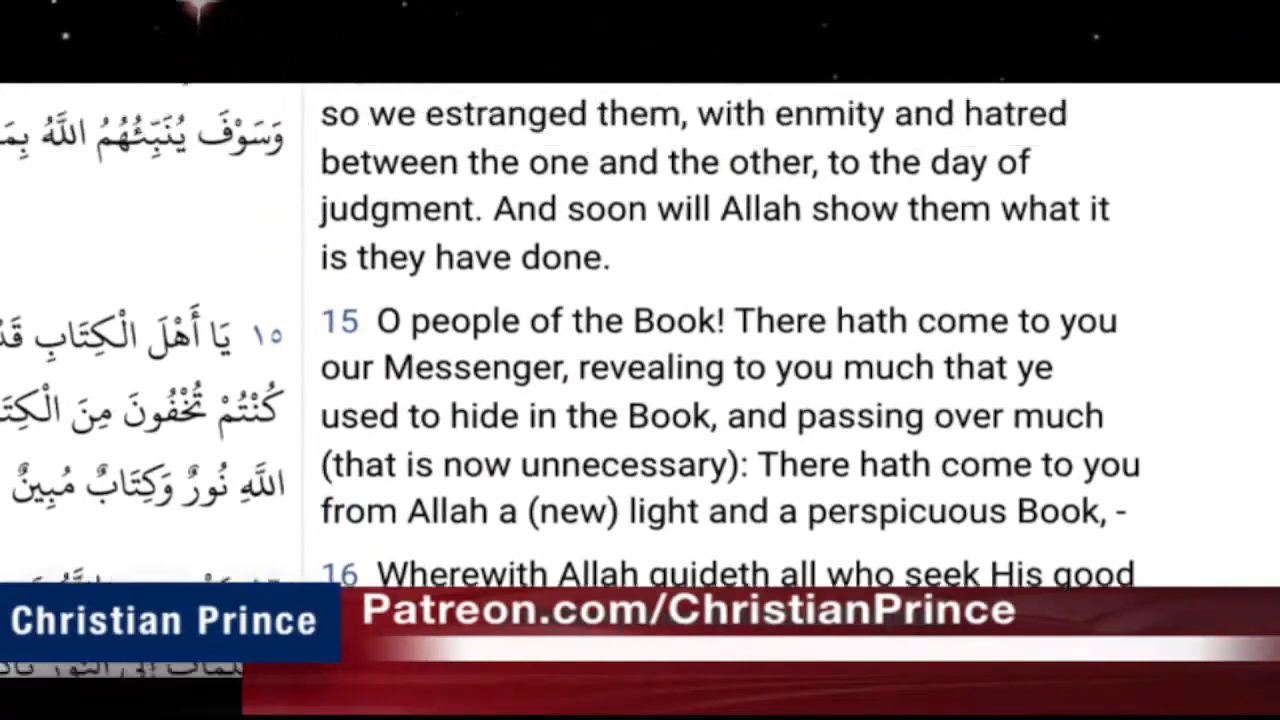 so we estranged them, with enmity and hatred
between the one and the other, to the day of
judgment. And soon will Allah show them what it
is they have done.
15 O people of the Book! There hath come to you
our Messenger, revealing to you much that ye
used to hide in the Book, and passing over much
(that is now unnecessary): There hath come to you
from Allah a (new) light and a perspicuous Book, -
16 Wherewith Allah guideth all who seek His good
وَسَوْفَ يُنَبِّئُهُمُ اللَّهُ
١٥ يَا أَهْلَ الْكِتَابِ
كُنْتُمْ تُخْفُونَ مِنَ
اللَّهِ نُورٌ وَكِتَابٌ مُبِينٌ
Christian Prince
Patreon.com/ChristianPrince